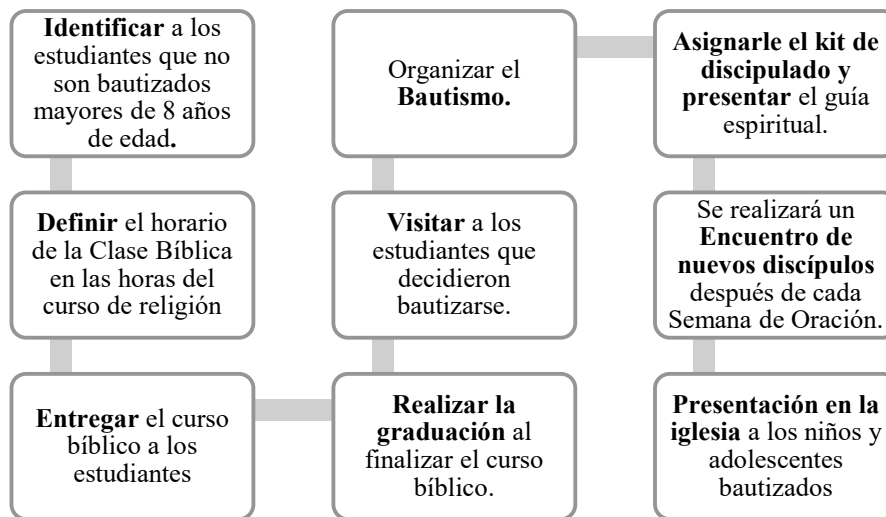 Identificar a los
estudiantes que no
son bautizados
mayores de 8 años
de edad.
Definir el horario
de la Clase Bíblica
en las horas del
curso de religión
Entregar el curso
bíblico a los
estudiantes
Realizar la
graduación al
finalizar el curso
bíblico.
Visitar a los
estudiantes que
decidieron
bautizarse.
Organizar el
Bautismo.
Asignarle el kit de
discipulado y
presentar el guía
espiritual.
Se realizará un
Encuentro de
nuevos discípulos
después de cada
Semana de Oración.
Presentación en la
iglesia a los niños y
adolescentes
bautizados